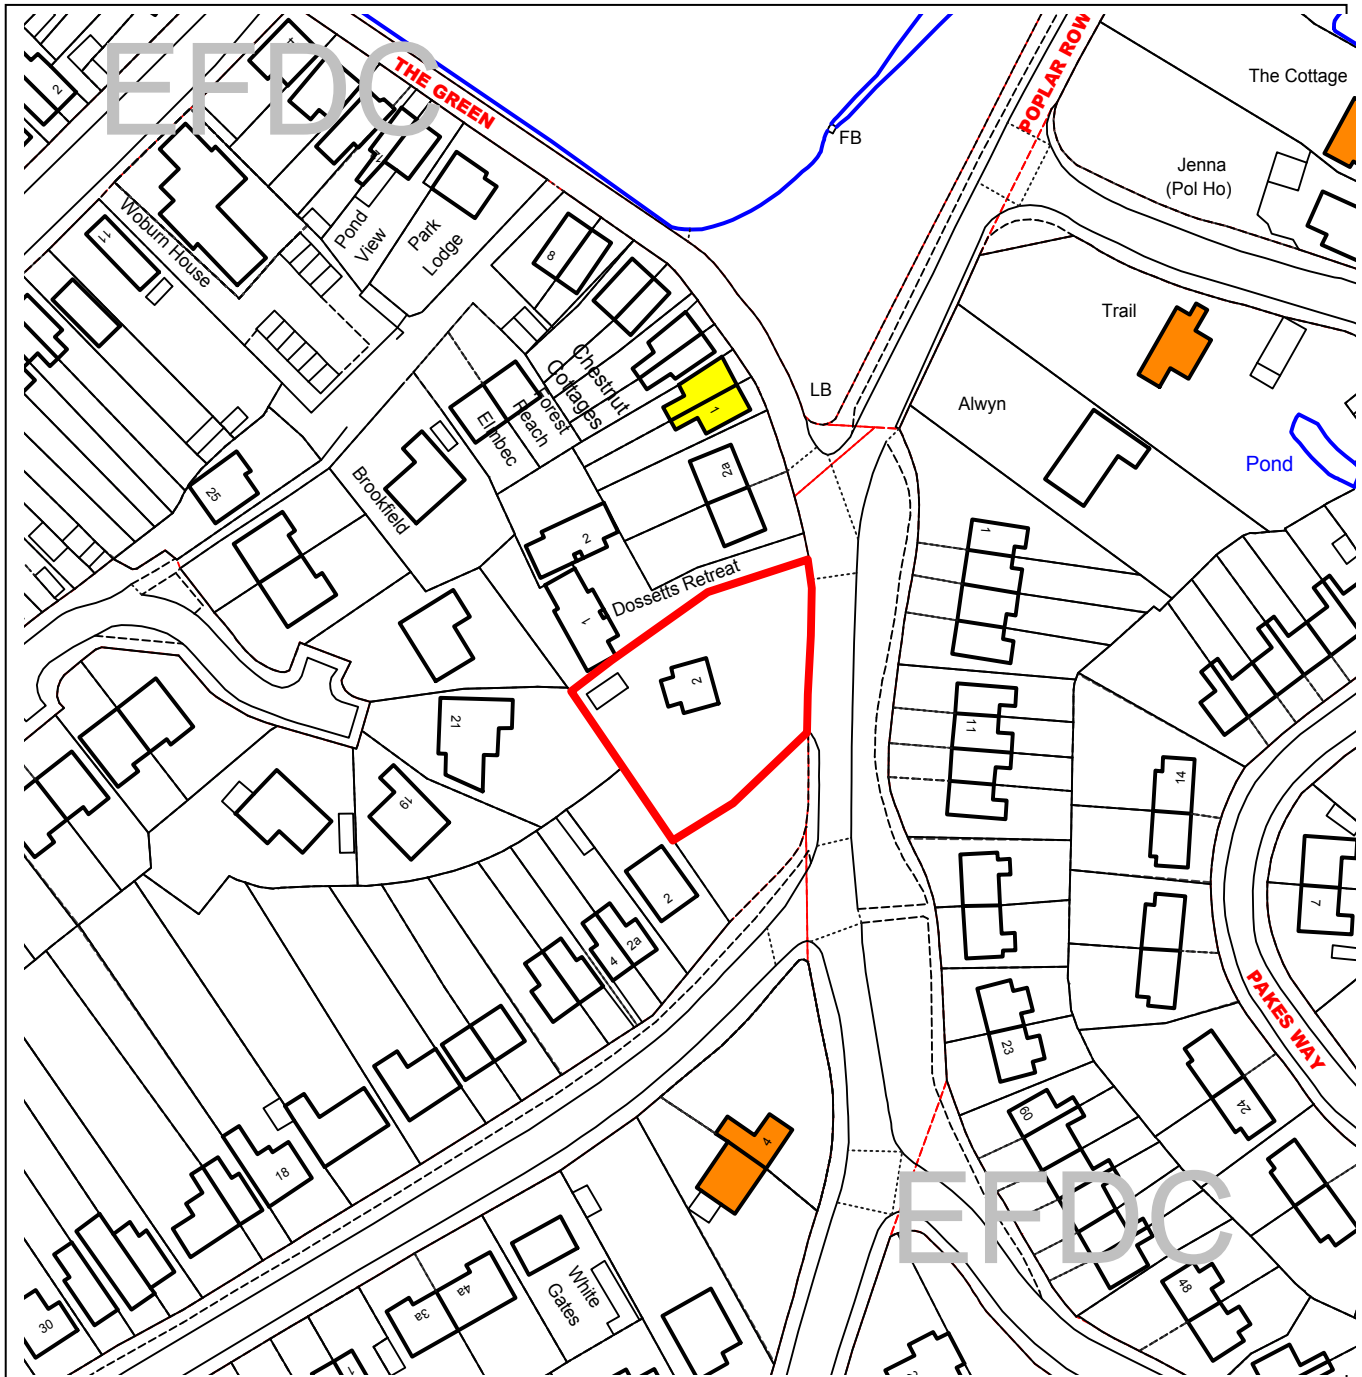 EFDC
THE GREEN
POPLAR ROW
The Cottage
FB
Jenna
(Pol Ho)
2
Woburn House
11
Pond
View
Park
Lodge
8
Trail
Chestnut
Cottages
1
LB
Alwyn
Forest
Reach
Elmbec
Brookfield
Pond
25
2a
2
1
Dossetts Retreat
1
2
21
19
11
14
7
2
2a
4
PAKES WAY
23
24
60
18
4
EFDC
48
White
Gates
4a
3a
30